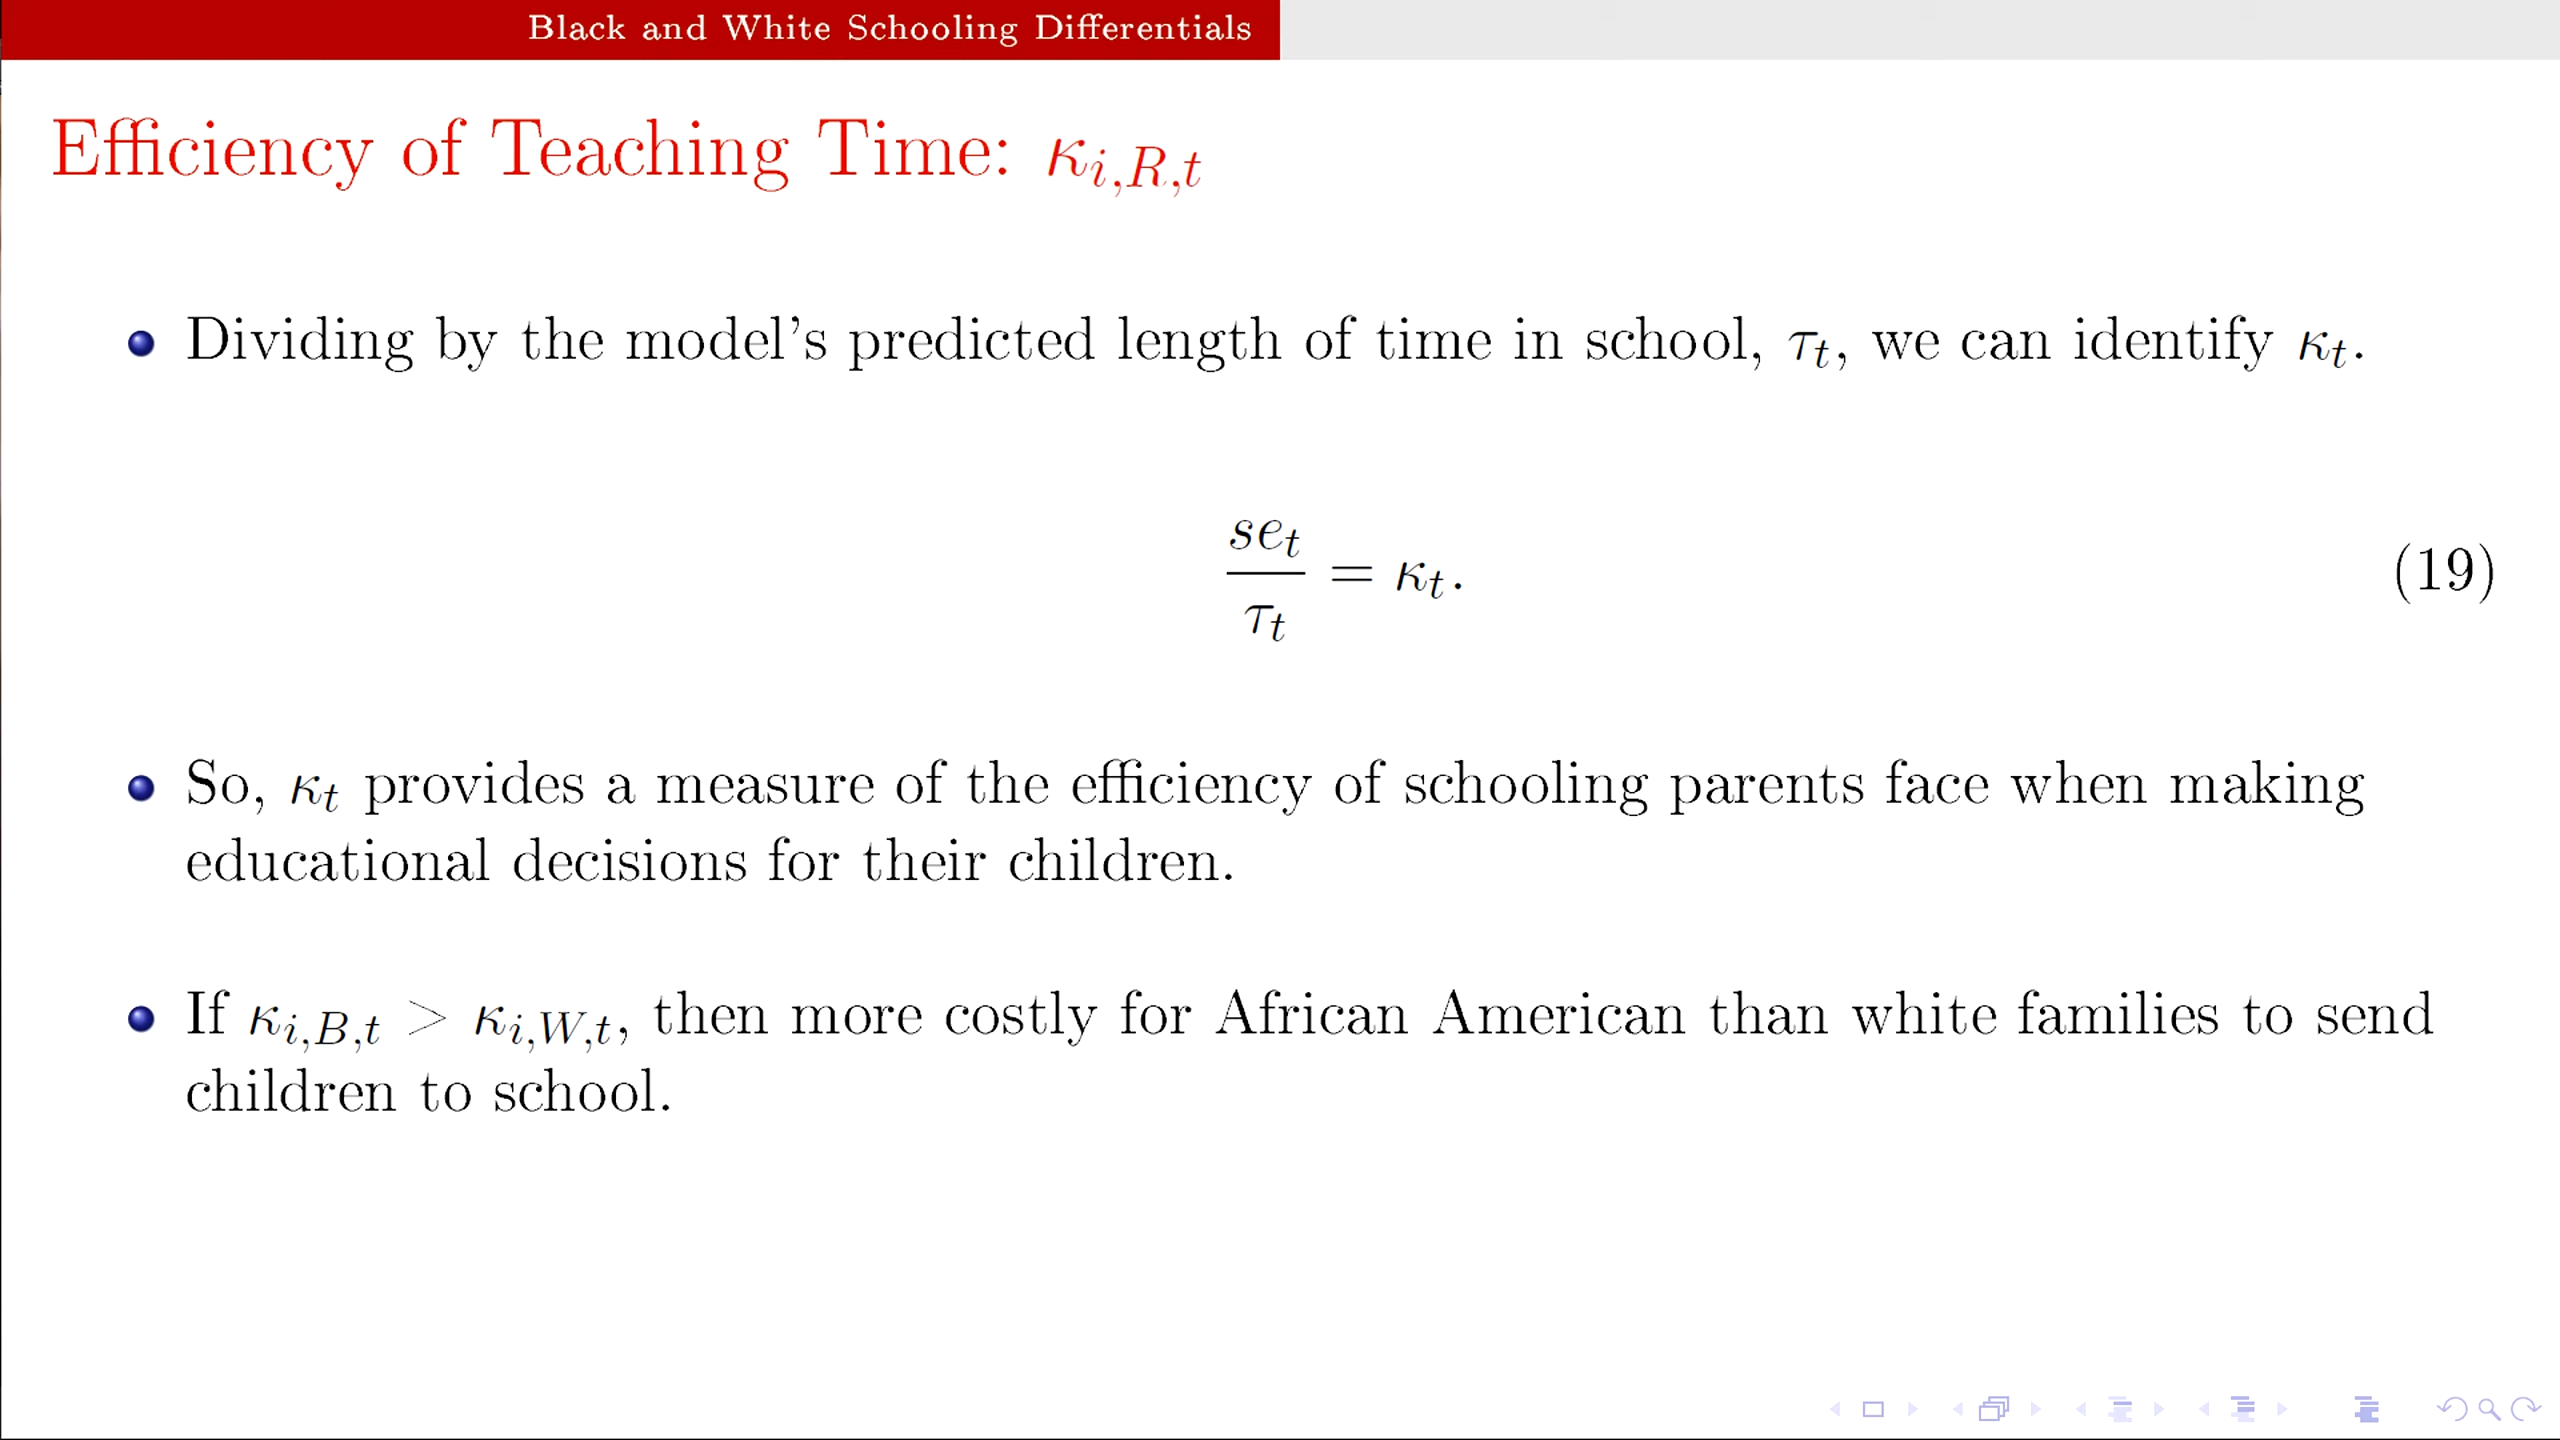 Black and White Schooling Differentials
Efficiency of Teaching Time: κ_{i,R,t}
Dividing by the model's predicted length of time in school, τ_t, we can identify κ_t.
\frac{se_t}{τ_t} = κ_t. (19)
So, κ_t provides a measure of the efficiency of schooling parents face when making
educational decisions for their children.
If κ_{i,B,t} > κ_{i,W,t}, then more costly for African American than white families to send
children to school.